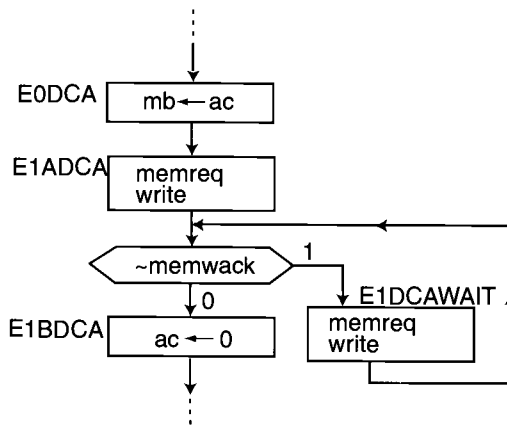 E0DCA
mb ← ac
E1ADCA
memreq
write
~memwack
1
0
E1DCAWAIT
memreq
write
E1BDCA
ac ← 0